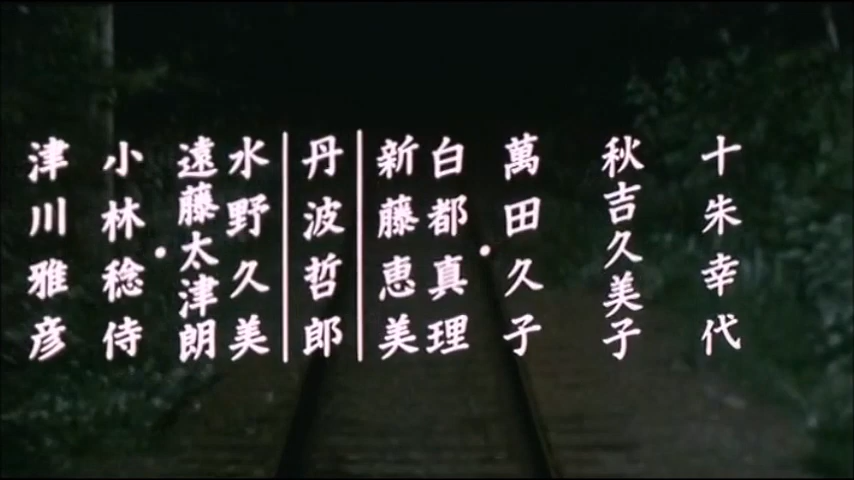 十朱幸代
秋吉久美子
萬田久子
・
白都真理
新藤恵美
丹波哲郎
水野久美
遠藤太津朗
・
小林稔侍
津川雅彦